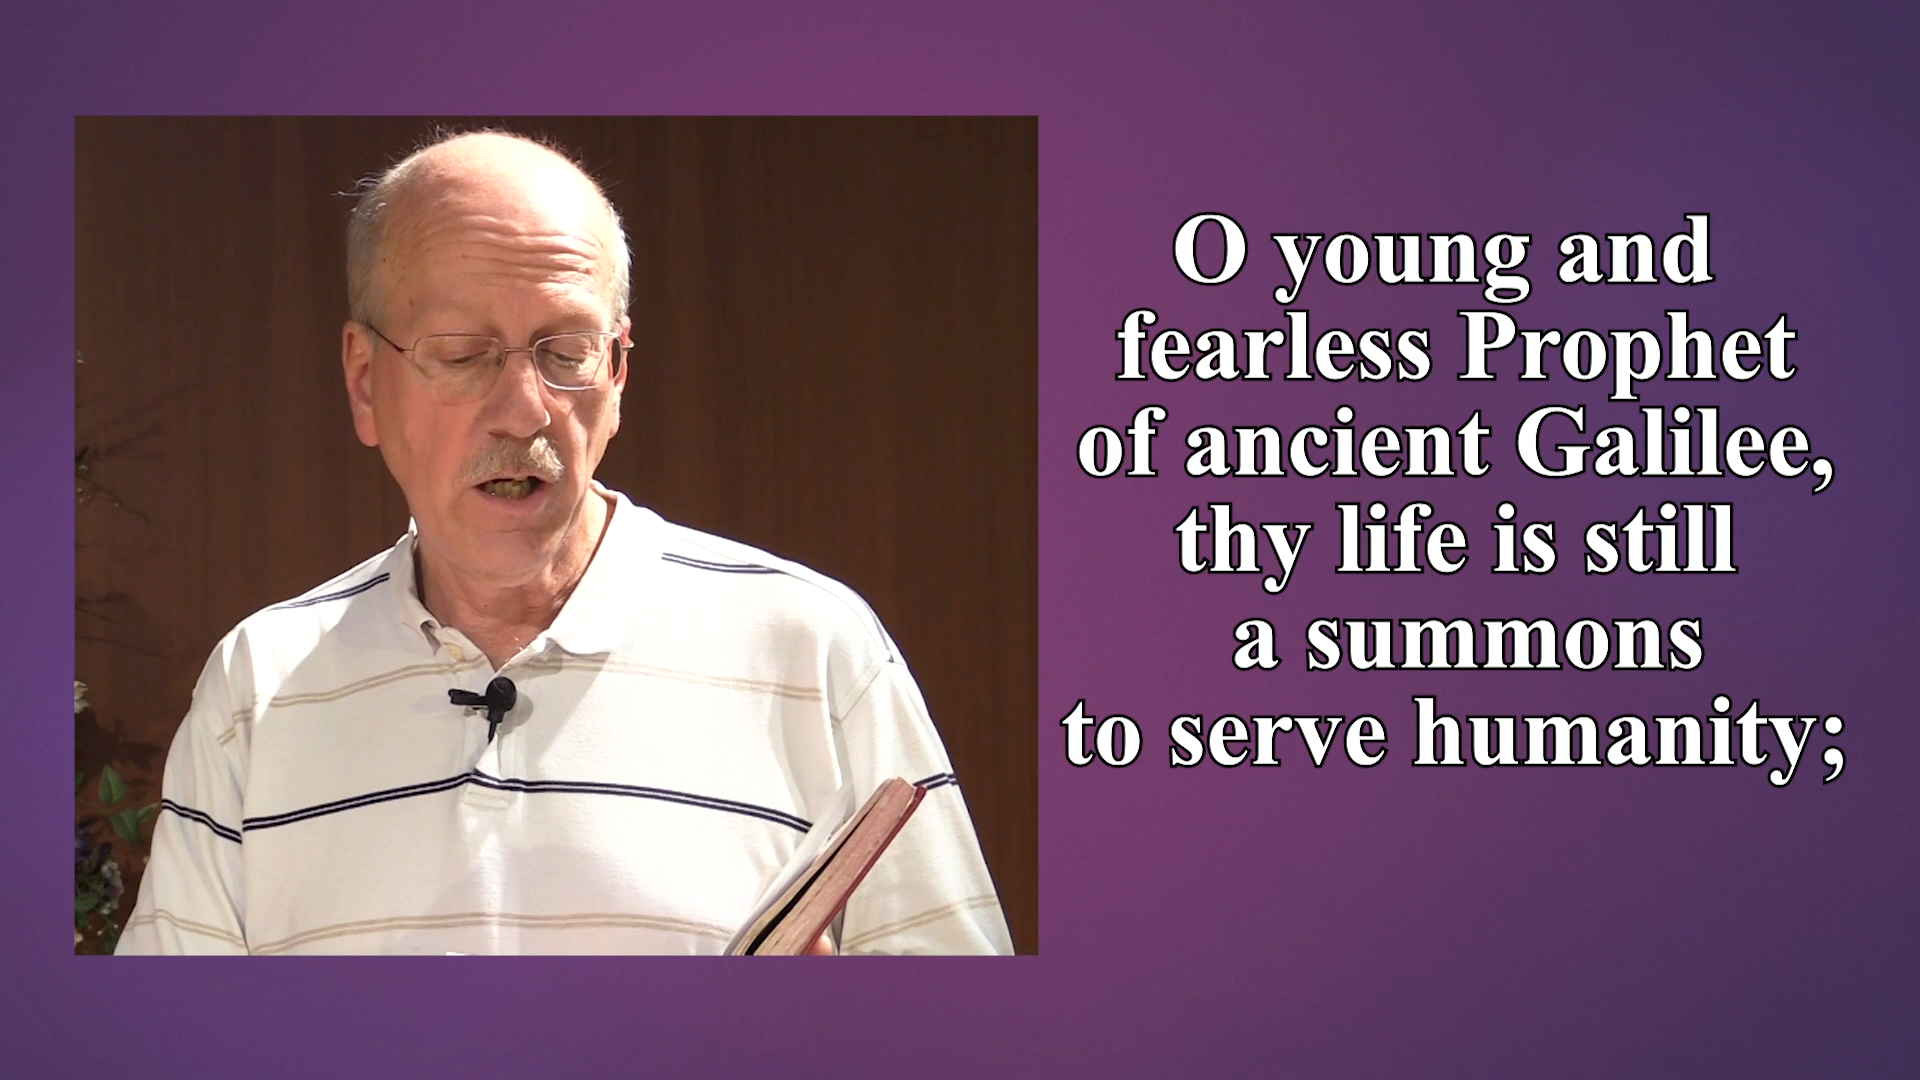 O young and
fearless Prophet
of ancient Galilee,
thy life is still
a summons
to serve humanity;